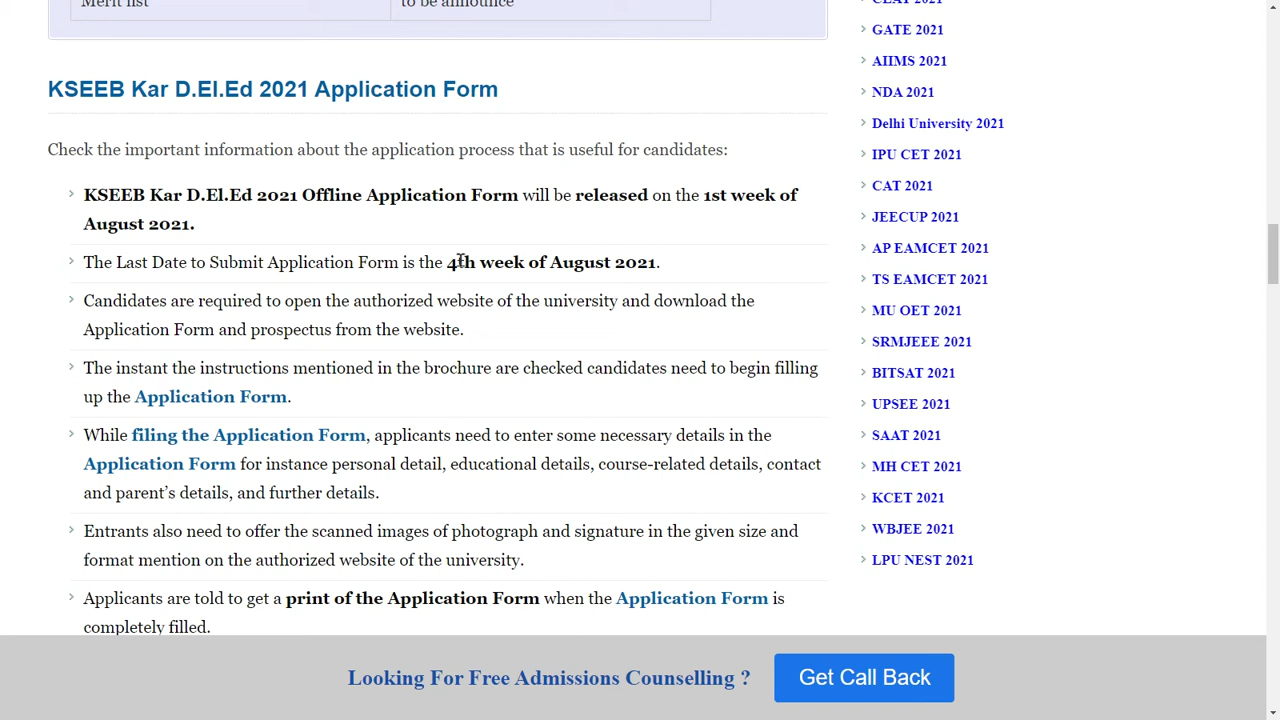 Merit list to be announce
KSEEB Kar D.El.Ed 2021 Application Form
Check the important information about the application process that is useful for candidates:
KSEEB Kar D.El.Ed 2021 Offline Application Form will be released on the 1st week of
August 2021.
The Last Date to Submit Application Form is the 4th week of August 2021.
Candidates are required to open the authorized website of the university and download the
Application Form and prospectus from the website.
The instant the instructions mentioned in the brochure are checked candidates need to begin filling
up the Application Form.
While filing the Application Form, applicants need to enter some necessary details in the
Application Form for instance personal detail, educational details, course-related details, contact
and parent’s details, and further details.
Entrants also need to offer the scanned images of photograph and signature in the given size and
format mention on the authorized website of the university.
Applicants are told to get a print of the Application Form when the Application Form is
completely filled.
CLAT 2021
GATE 2021
AIIMS 2021
NDA 2021
Delhi University 2021
IPU CET 2021
CAT 2021
JEECUP 2021
AP EAMCET 2021
TS EAMCET 2021
MU OET 2021
SRMJEEE 2021
BITSAT 2021
UPSEE 2021
SAAT 2021
MH CET 2021
KCET 2021
WBJEE 2021
LPU NEST 2021
Looking For Free Admissions Counselling ? Get Call Back